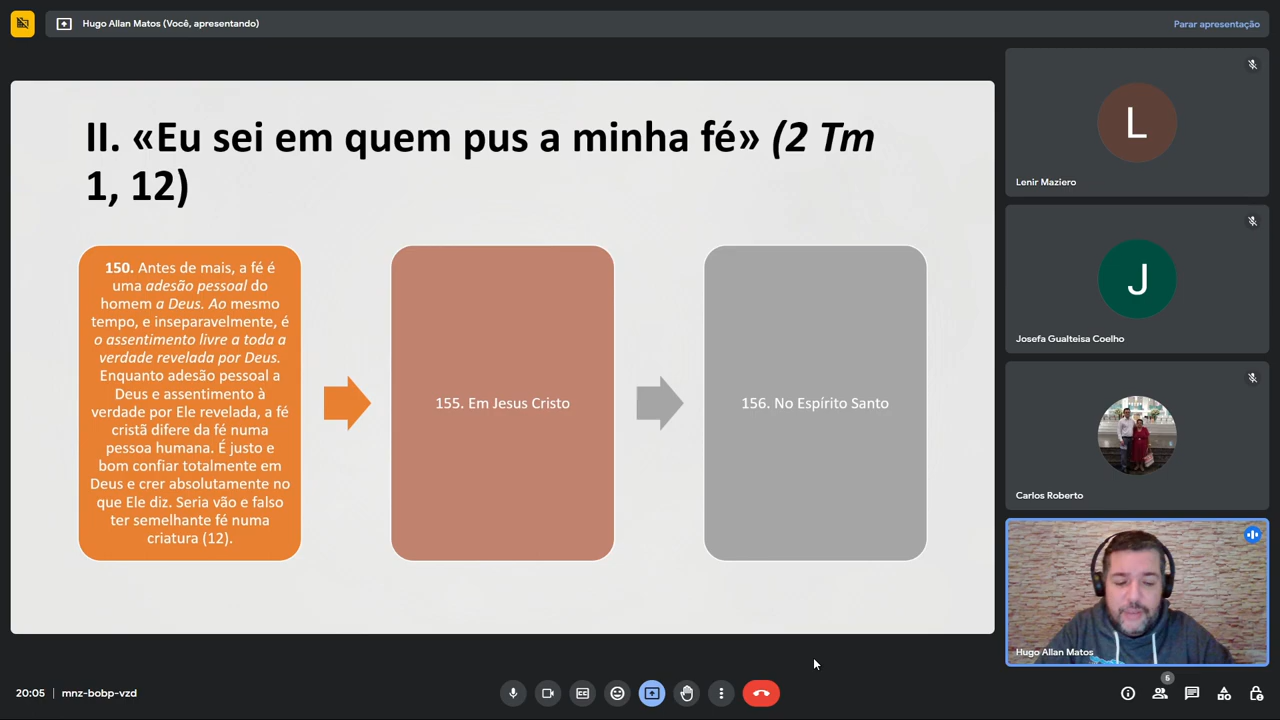 Hugo Allan Matos (Você, apresentando)
Parar apresentação
II. «Eu sei em quem pus a minha fé» (2 Tm
1, 12)
150. Antes de mais, a fé é
uma adesão pessoal do
homem a Deus. Ao mesmo
tempo, e inseparavelmente, é
o assentimento livre a toda a
verdade revelada por Deus.
Enquanto adesão pessoal a
Deus e assentimento à
verdade por Ele revelada, a fé
cristã difere da fé numa
pessoa humana. É justo e
bom confiar totalmente em
Deus e crer absolutamente no
que Ele diz. Seria vão e falso
ter semelhante fé numa
criatura (12).
155. Em Jesus Cristo
156. No Espírito Santo
L
Lenir Maziero
J
Josefa Gualteisa Coelho
Carlos Roberto
Hugo Allan Matos
20:05 | mnz-bobp-vzd
6